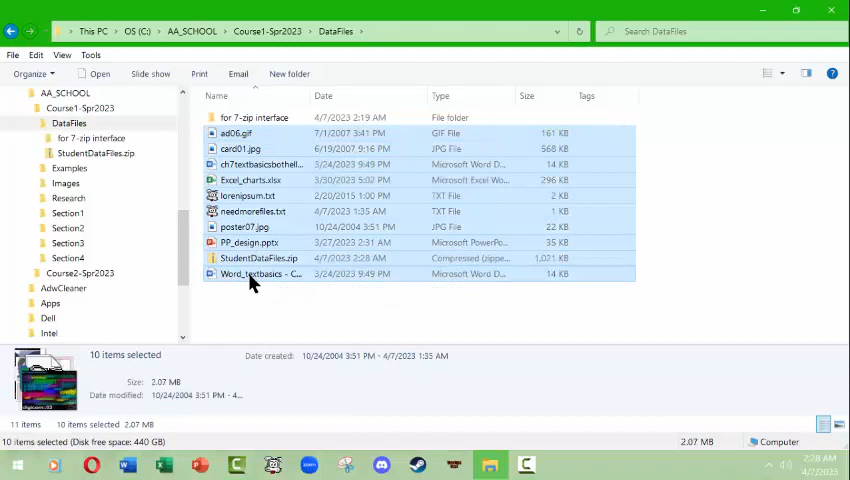 This PC > OS (C:) > AA_SCHOOL > Course1-Spr2023 > DataFiles >
Search DataFiles
File Edit View Tools
Organize Open Slide show Print Email New folder
AA_SCHOOL
Course1-Spr2023
DataFiles
for 7-zip interface
StudentDataFiles.zip
Examples
Images
Research
Section1
Section2
Section3
Section4
Course2-Spr2023
AdwCleaner
Apps
Dell
Intel
Name Date Type Size Tags
for 7-zip interface 4/7/2023 2:19 AM File folder
ad06.gif 7/1/2007 3:41 PM GIF File 161 KB
card01.jpg 6/19/2007 9:16 PM JPG File 568 KB
ch7textbasicsbothell... 3/24/2023 9:49 PM Microsoft Word D... 14 KB
Excel_charts.xlsx 3/30/2023 5:02 PM Microsoft Excel Wo... 296 KB
lorenipsum.txt 2/20/2015 1:00 PM TXT File 2 KB
needmorefiles.txt 4/7/2023 1:35 AM TXT File 1 KB
poster07.jpg 10/24/2004 3:51 PM JPG File 22 KB
PP_design.pptx 3/27/2023 2:31 AM Microsoft PowerPo... 35 KB
StudentDataFiles.zip 4/7/2023 2:28 AM Compressed (zippe... 1,021 KB
Word_textbasics - C... 3/24/2023 9:49 PM Microsoft Word D... 14 KB
10 items selected Date created: 10/24/2004 3:51 PM - 4/7/2023 1:35 AM
Size: 2.07 MB
Date modified: 10/24/2004 3:51 PM - 4...
11 items 10 items selected 2.07 MB
10 items selected (Disk free space: 440 GB) 2.07 MB Computer
2:28 AM
4/7/2023